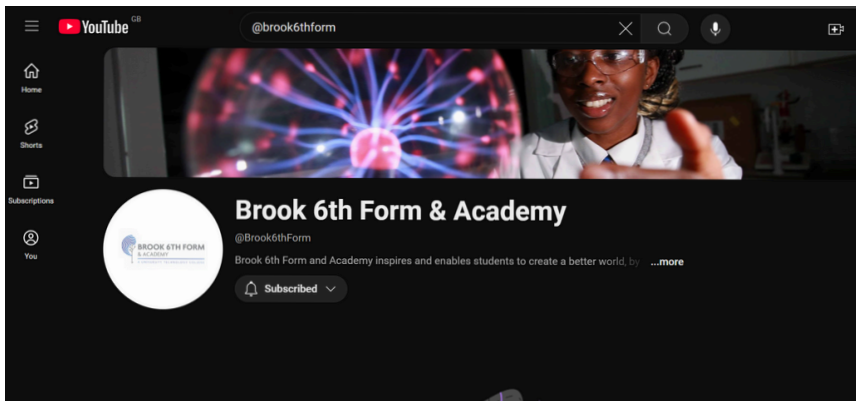 YouTube GB
@brook6thform
Home
Shorts
Subscriptions
You
BROOK 6TH FORM
& ACADEMY
Brook 6th Form & Academy
@Brook6thForm
Brook 6th Form and Academy inspires and enables students to create a better world, by ...more
Subscribed